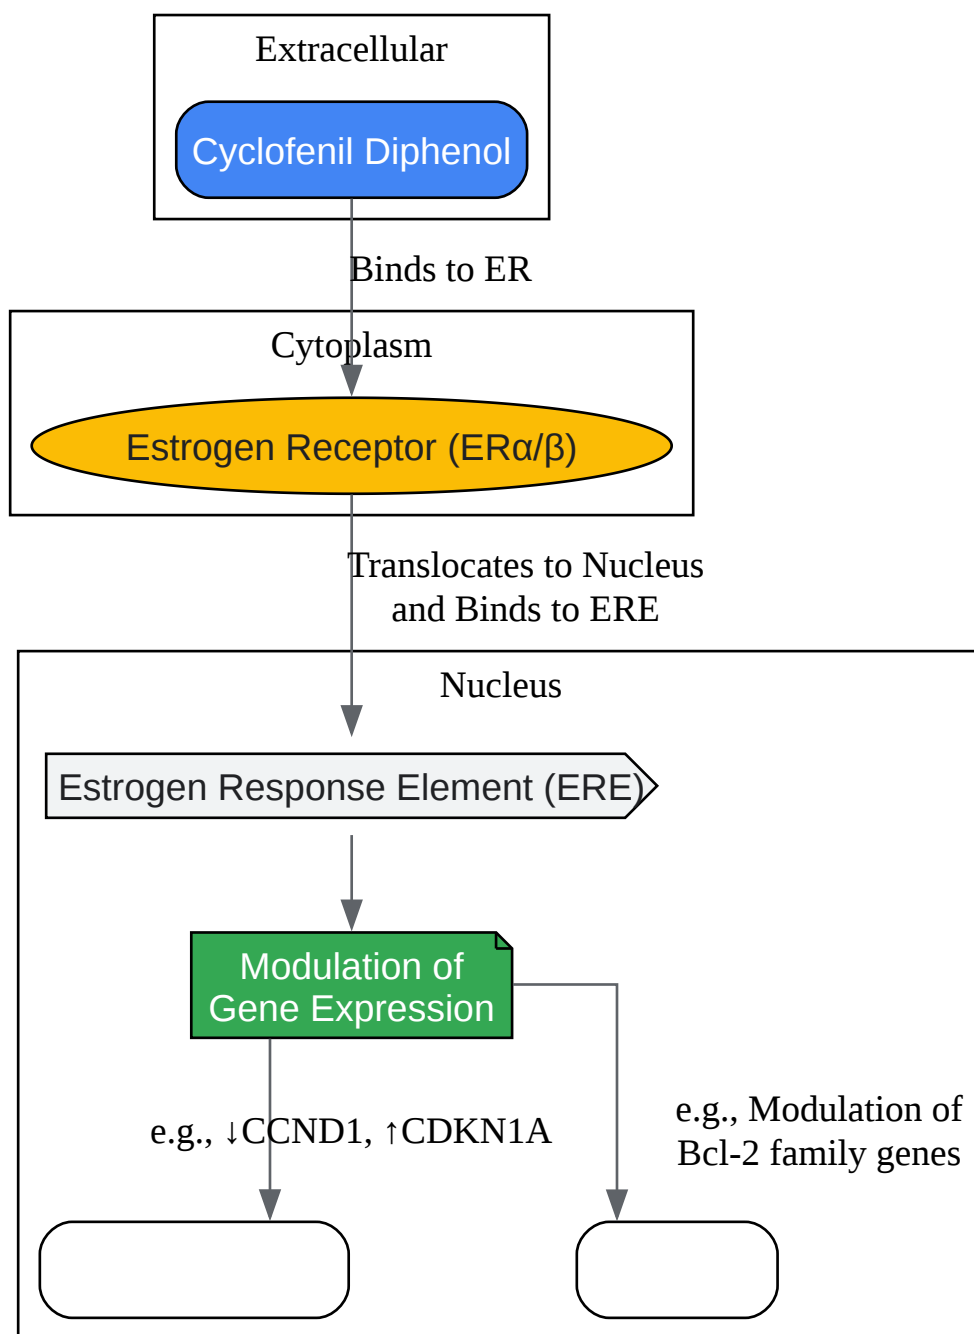 Extracellular
Cyclofenil Diphenol
Binds to ER
Cytoplasm
Estrogen Receptor (ERα/β)
Translocates to Nucleus
and Binds to ERE
Nucleus
Estrogen Response Element (ERE)
Modulation of
Gene Expression
e.g., ↓CCND1, ↑CDKN1A
e.g., Modulation of
Bcl-2 family genes